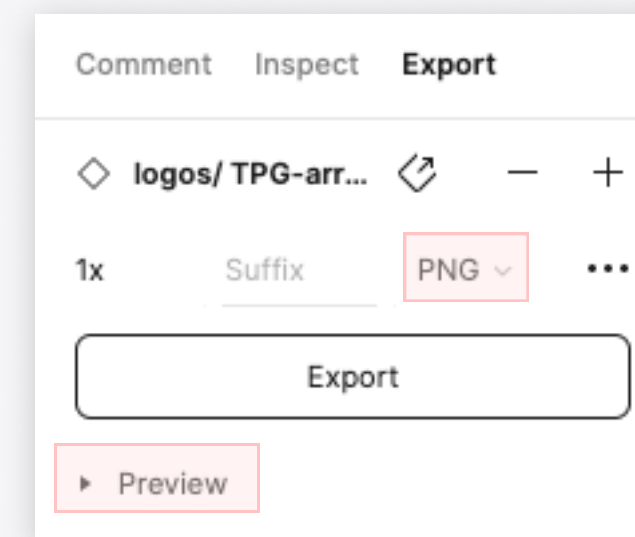 Comment Inspect Export
logos/ TPG-arr...
1x Suffix PNG
Export
Preview